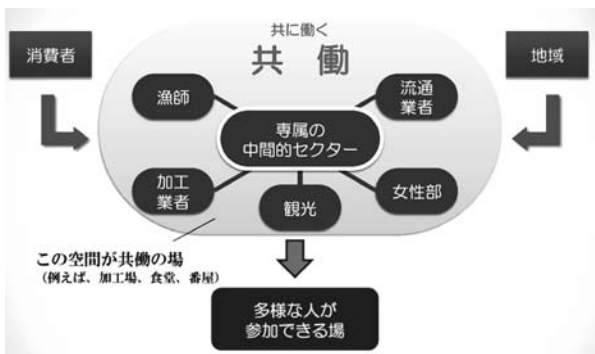 共に働く
共 働
消費者
地域
漁師
流通
業者
専属の
中間的セクター
加工
業者
観光
女性部
この空間が共働の場
（例えば、加工場、食堂、番屋）
多様な人が
参加できる場